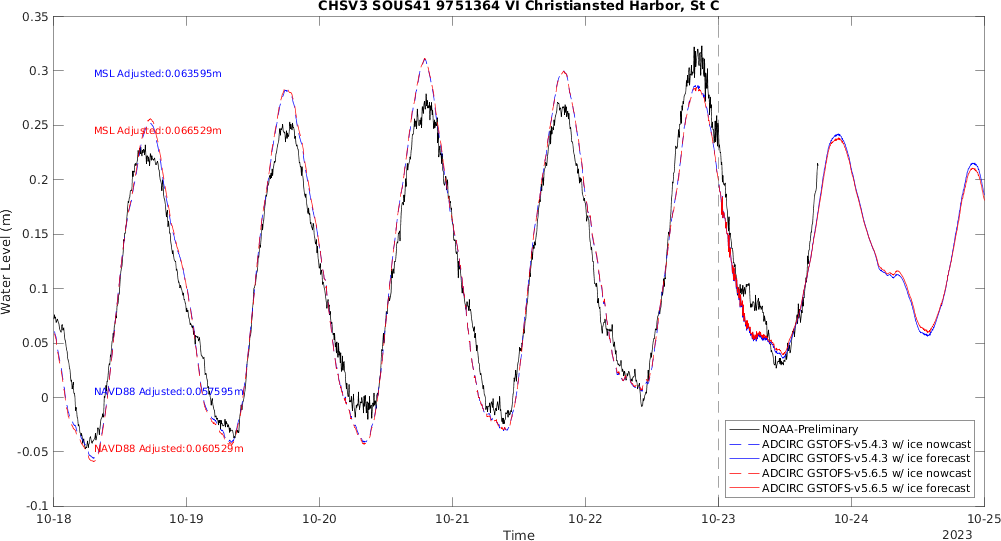 CHSV3 SOUS41 9751364 VI Christiansted Harbor, St C
0.35
0.3
0.25
0.2
0.15
0.1
0.05
0
-0.05
-0.1
Water Level (m)
MSL Adjusted:0.063595m
MSL Adjusted:0.066529m
NAVD88 Adjusted:0.057595m
NAVD88 Adjusted:0.060529m
NOAA-Preliminary
ADCIRC GSTOFS-v5.4.3 w/ ice nowcast
ADCIRC GSTOFS-v5.4.3 w/ ice forecast
ADCIRC GSTOFS-v5.6.5 w/ ice nowcast
ADCIRC GSTOFS-v5.6.5 w/ ice forecast
10-18 10-19 10-20 10-21 10-22 10-23 10-24 10-25
Time
2023